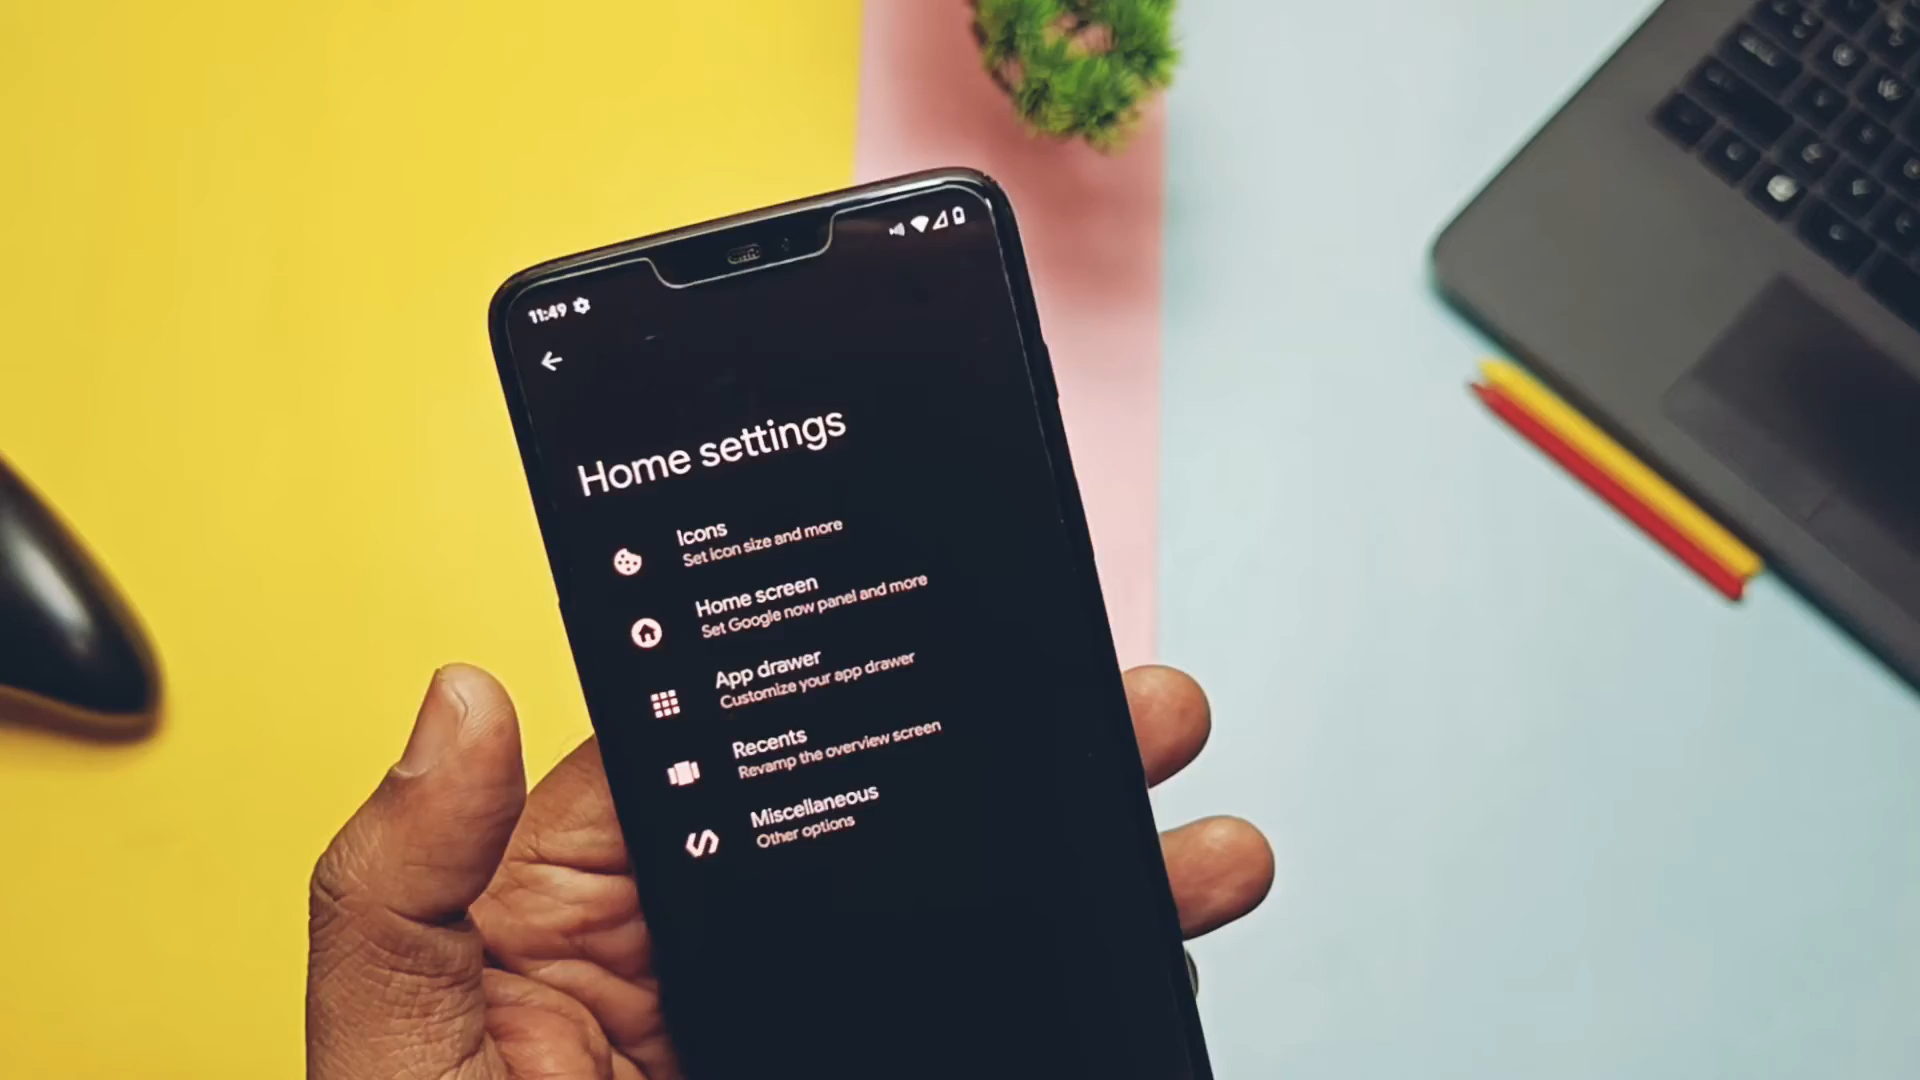 11:49
Home settings
Icons
Set icon size and more
Home screen
Set Google now panel and more
App drawer
Customize your app drawer
Recents
Revamp the overview screen
Miscellaneous
Other options